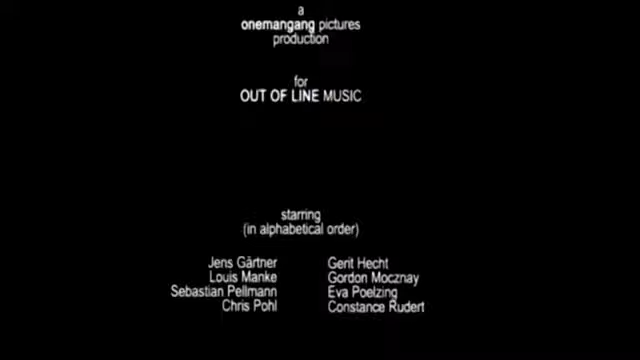 a
onemangang pictures
production
for
OUT OF LINE MUSIC
starring
(in alphabetical order)
Jens Gärtner Gerit Hecht
Louis Manke Gordon Mocznay
Sebastian Pellmann Eva Poelzing
Chris Pohl Constance Rudert